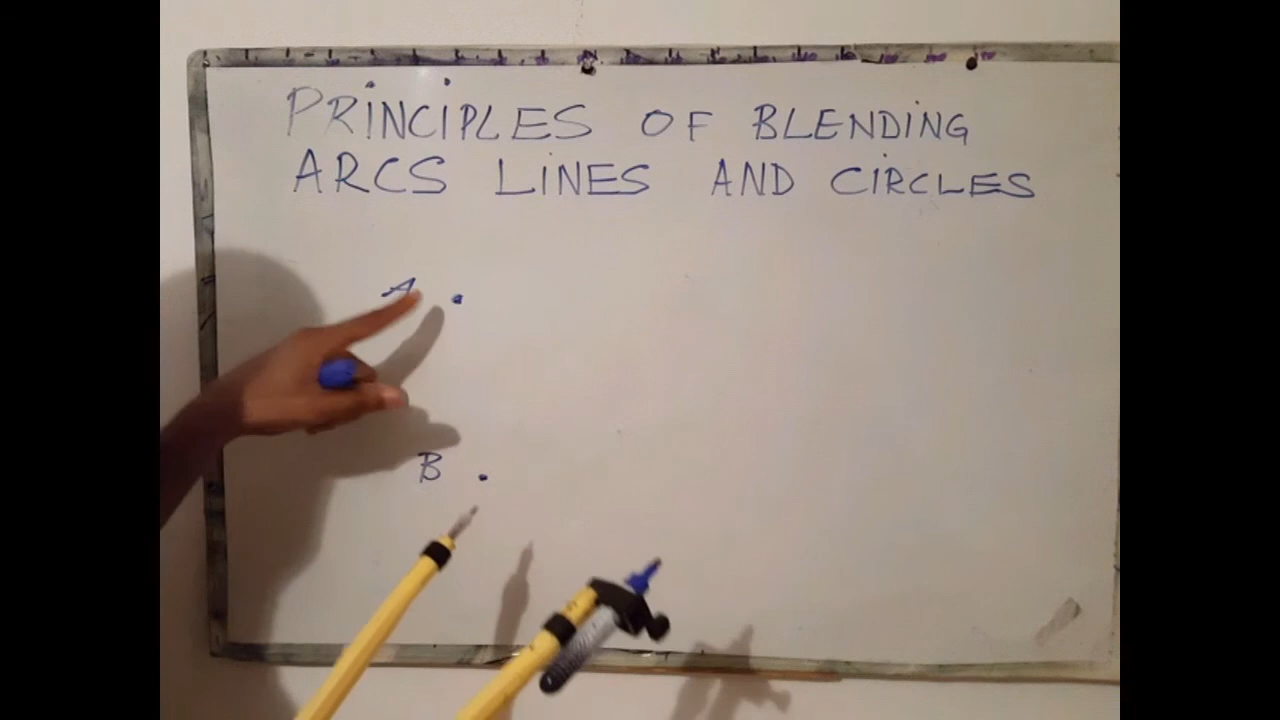 PRINCIPLES OF BLENDING
ARCS LINES AND CIRCLES
A
B